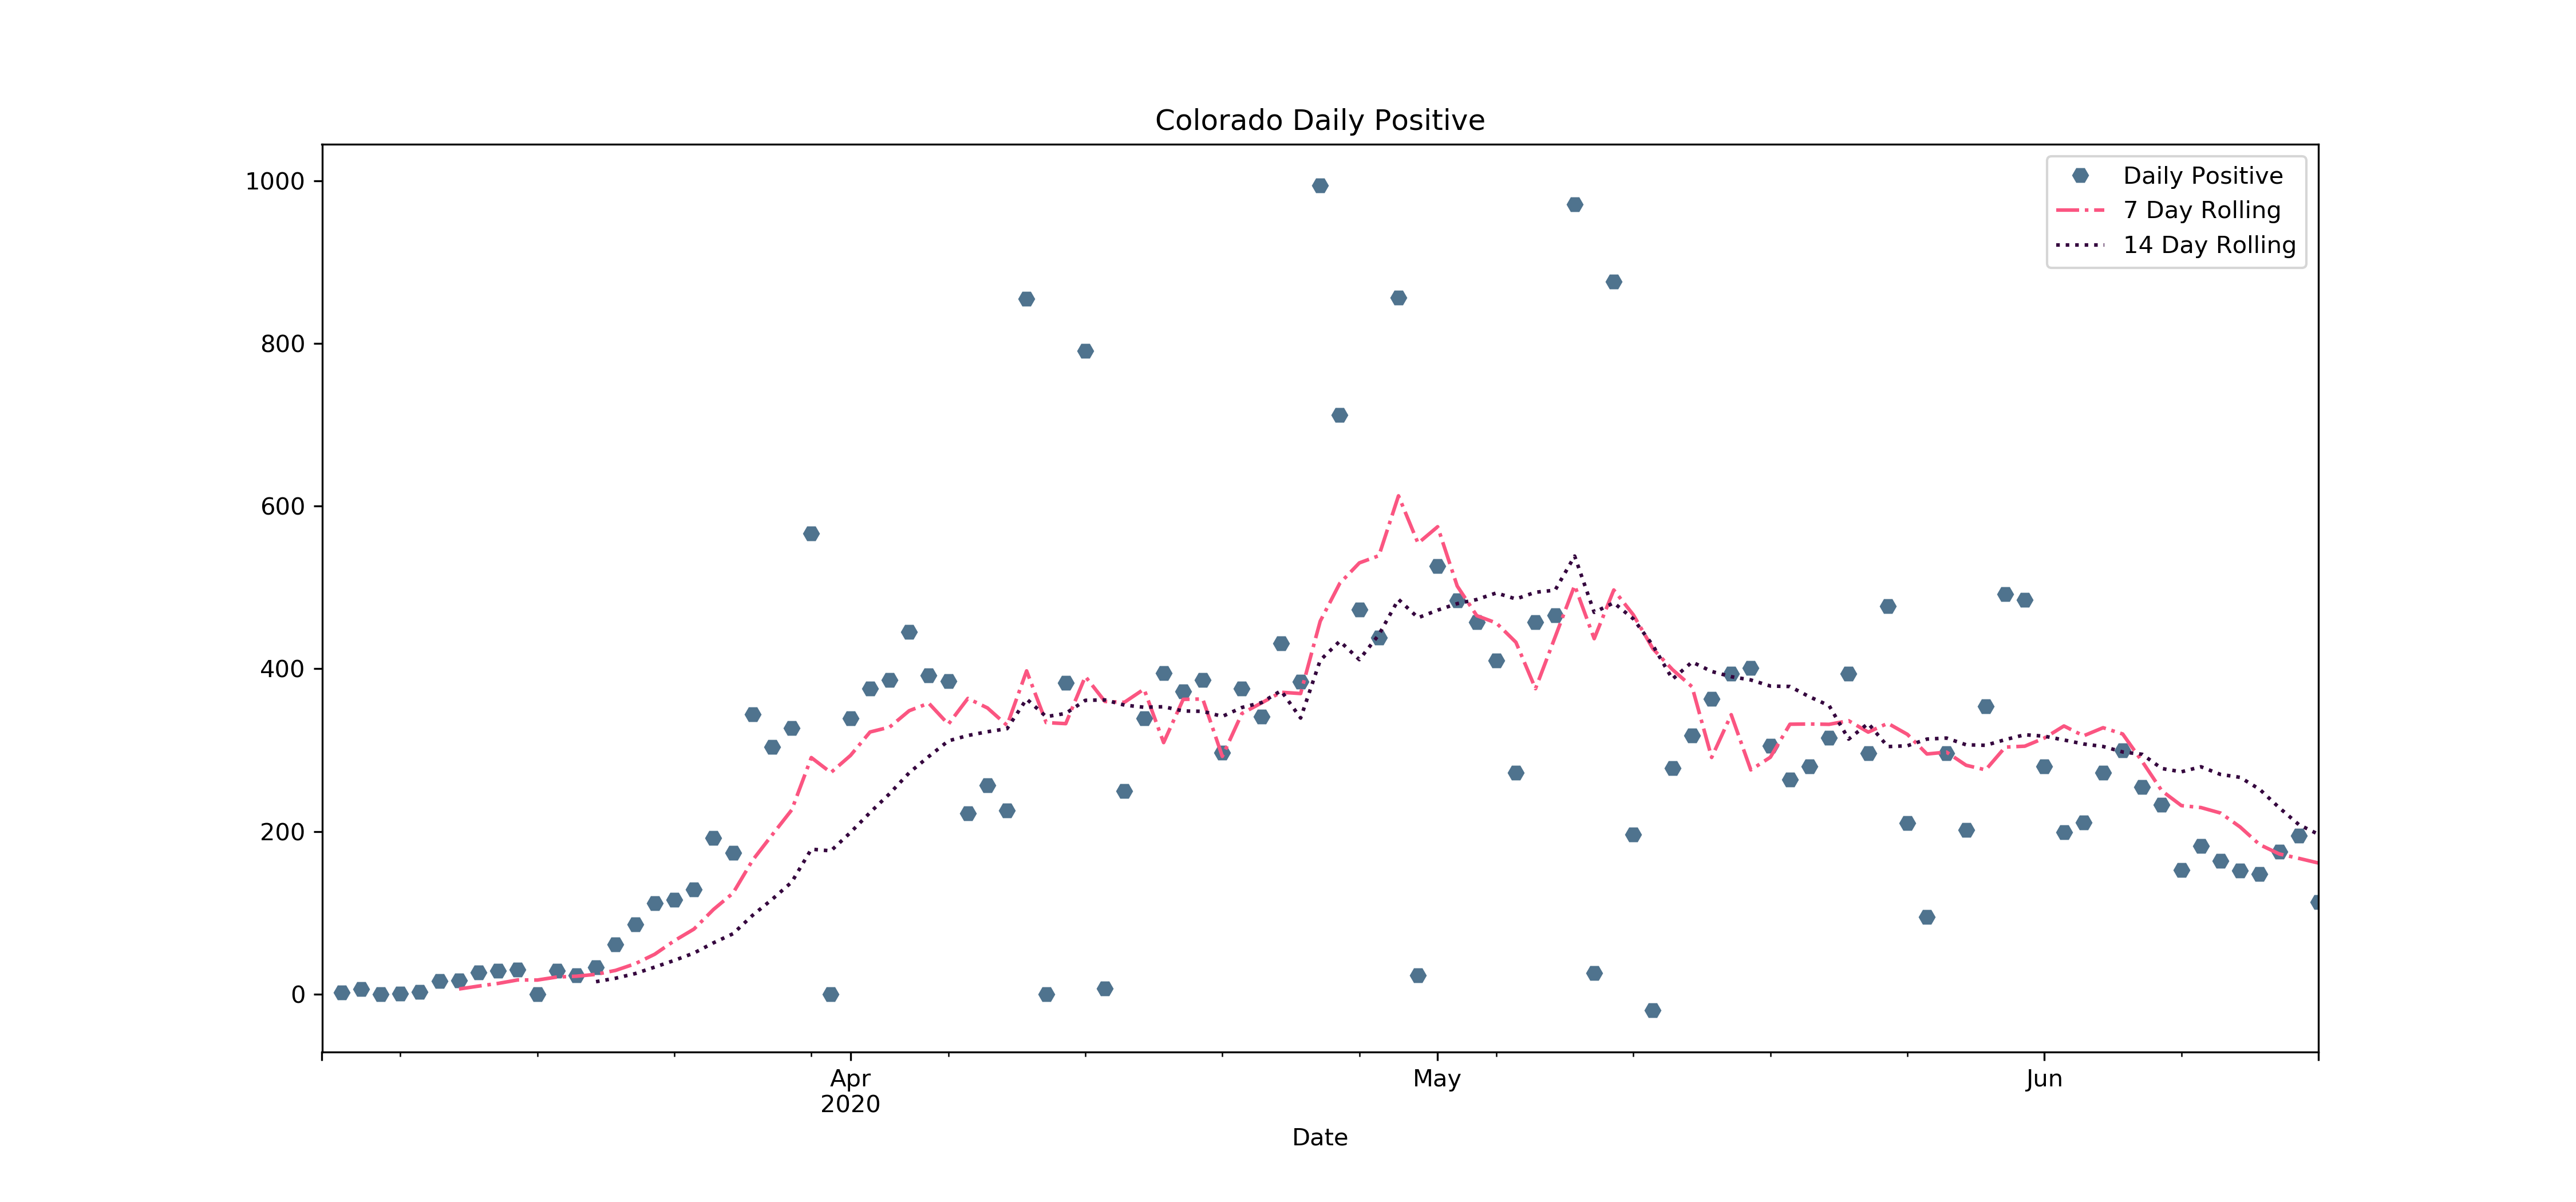 Colorado Daily Positive
1000
800
600
400
200
0
Daily Positive
7 Day Rolling
14 Day Rolling
Apr
2020
May
Jun
Date